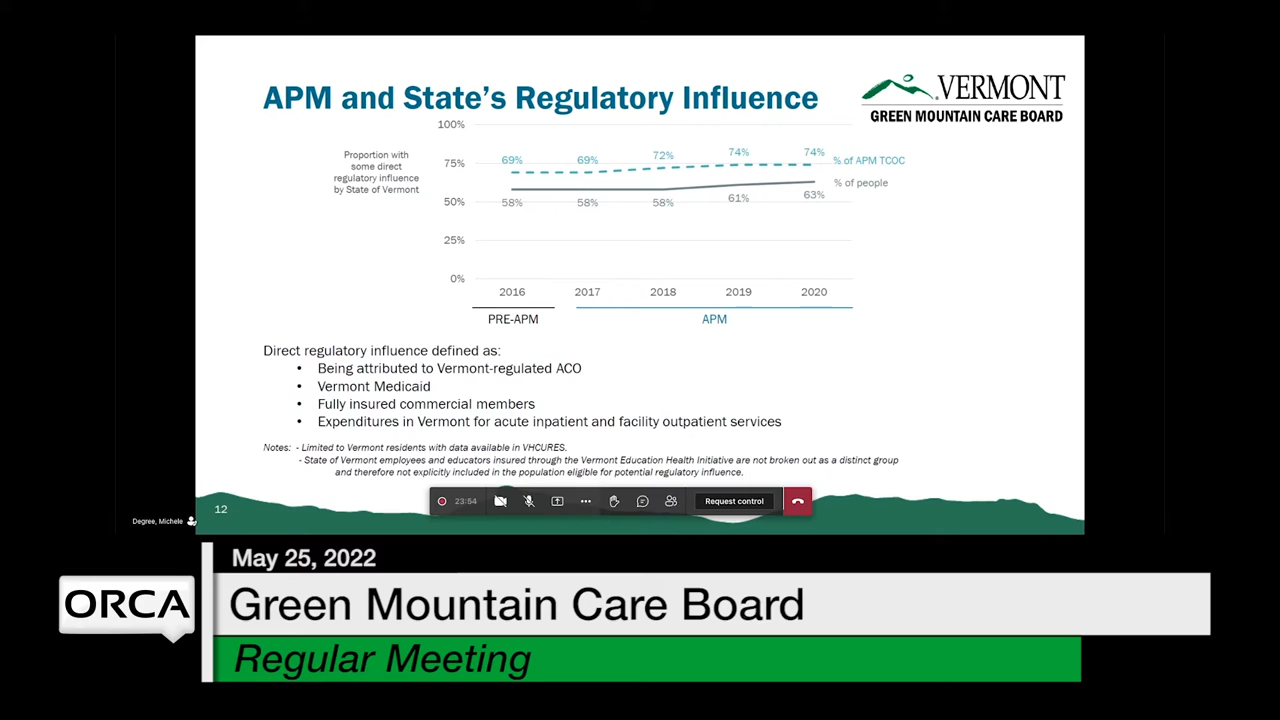 APM and State's Regulatory Influence
VERMONT
GREEN MOUNTAIN CARE BOARD
Proportion with
some direct
regulatory influence
by State of Vermont
100%
75%
50%
25%
0%
69%
69%
72%
74%
74%
% of APM TCOC
58%
58%
58%
61%
63%
% of people
2016
2017
2018
2019
2020
PRE-APM
APM
Direct regulatory influence defined as:
• Being attributed to Vermont-regulated ACO
• Vermont Medicaid
• Fully insured commercial members
• Expenditures in Vermont for acute inpatient and facility outpatient services
Notes: - Limited to Vermont residents with data available in VHCURES.
- State of Vermont employees and educators insured through the Vermont Education Health Initiative are not broken out as a distinct group
and therefore not explicitly included in the population eligible for potential regulatory influence.
12
23:54
Request control
Degree, Michele
May 25, 2022
ORCA
Green Mountain Care Board
Regular Meeting